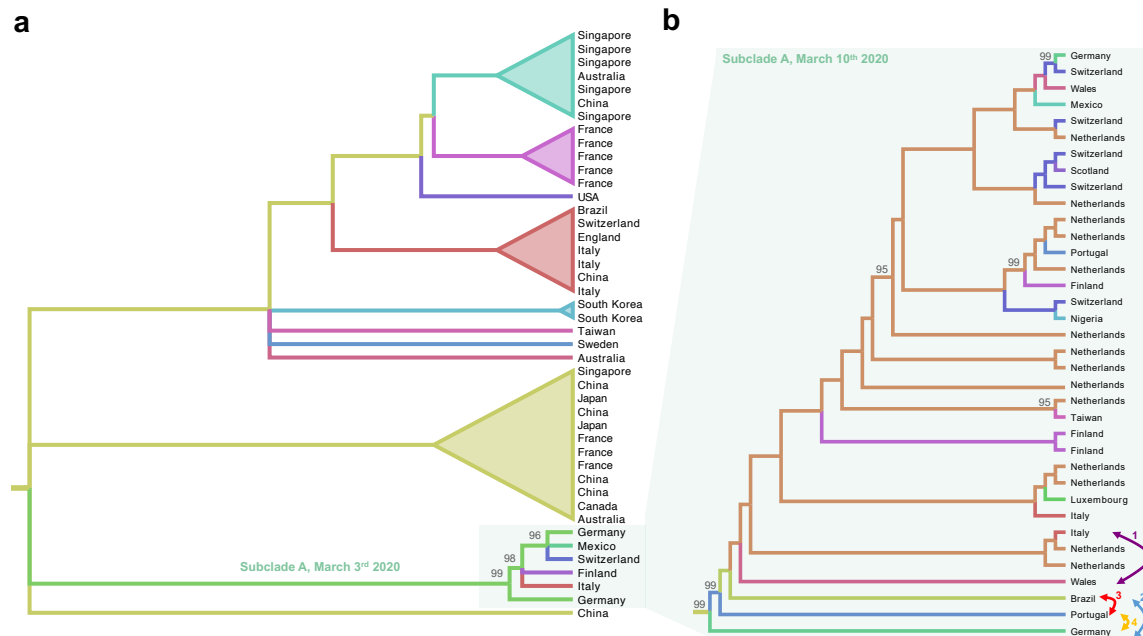 a
Singapore
Singapore
Singapore
Australia
Singapore
China
Singapore
France
France
France
France
France
USA
Brazil
Switzerland
England
Italy
Italy
China
Italy
South Korea
South Korea
Taiwan
Sweden
Australia
Singapore
China
Japan
China
Japan
France
France
France
China
China
Canada
Australia
96
98
99
Subclade A, March 3rd 2020
Germany
Mexico
Switzerland
Finland
Italy
Germany
China
b
Subclade A, March 10th 2020
99
Germany
Switzerland
Wales
Mexico
Switzerland
Netherlands
Switzerland
Scotland
Switzerland
Netherlands
Netherlands
Netherlands
Portugal
99
Netherlands
95
Finland
Switzerland
Nigeria
Netherlands
Netherlands
Netherlands
Netherlands
95
Netherlands
Taiwan
Finland
Finland
Netherlands
Netherlands
Luxembourg
Italy
Italy
1
Netherlands
Netherlands
Wales
99
Brazil
3
2
99
Portugal
4
Germany